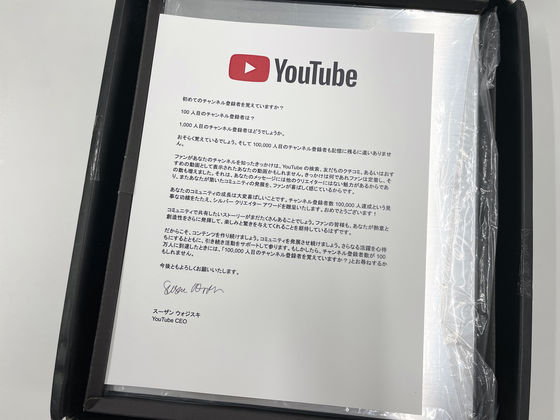 YouTube
初めてのチャンネル登録者を覚えていますか？
100 人目のチャンネル登録者は？
1,000 人目のチャンネル登録者はどうでしょうか。
おそらく覚えているでしょう。そして 100,000 人目のチャンネル登録者も記憶に残るに違いありま
せん。
ファンがあなたのチャンネルを知ったきっかけは、YouTube の検索、友だちのクチコミ、あるいはおす
すめの動画として表示されたあなたの動画かもしれません。きっかけは何であれファンは定着し、そ
の数も増えました。それは、あなたのメッセージには他のクリエイターにはない魅力があるからであ
り、またあなたが築いたコミュニティの発展を、ファンが喜ばしく感じているからです。
あなたのコミュニティの成長は大変喜ばしいことです。チャンネル登録者数 100,000 人達成という見
事な功績をたたえ、シルバー クリエイター アワードを贈呈いたします。おめでとうございます！
コミュニティで共有したいストーリーがまだたくさんあることでしょう。ファンの皆様も、あなたが熱意と
創造性をさらに発揮して、楽しみと驚きを与えてくれることを期待しているはずです。
だからこそ、コンテンツを作り続けましょう。コミュニティを発展させ続けましょう。さらなる活躍を心待
ちにするとともに、引き続き活動をサポートして参ります。もしかしたら、チャンネル登録者数が 100
万人に到達したときには、「100,000 人目のチャンネル登録者を覚えていますか？」とお尋ねするかも
しれません。
今後ともよろしくお願いいたします。
スーザン ウォジスキ
YouTube CEO